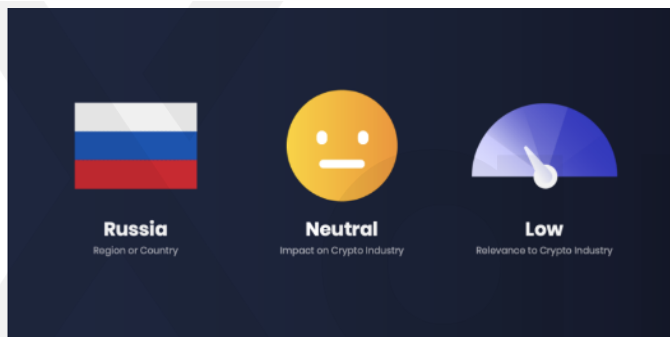 Russia
Region or Country
Neutral
Impact on Crypto Industry
Low
Relevance to Crypto Industry